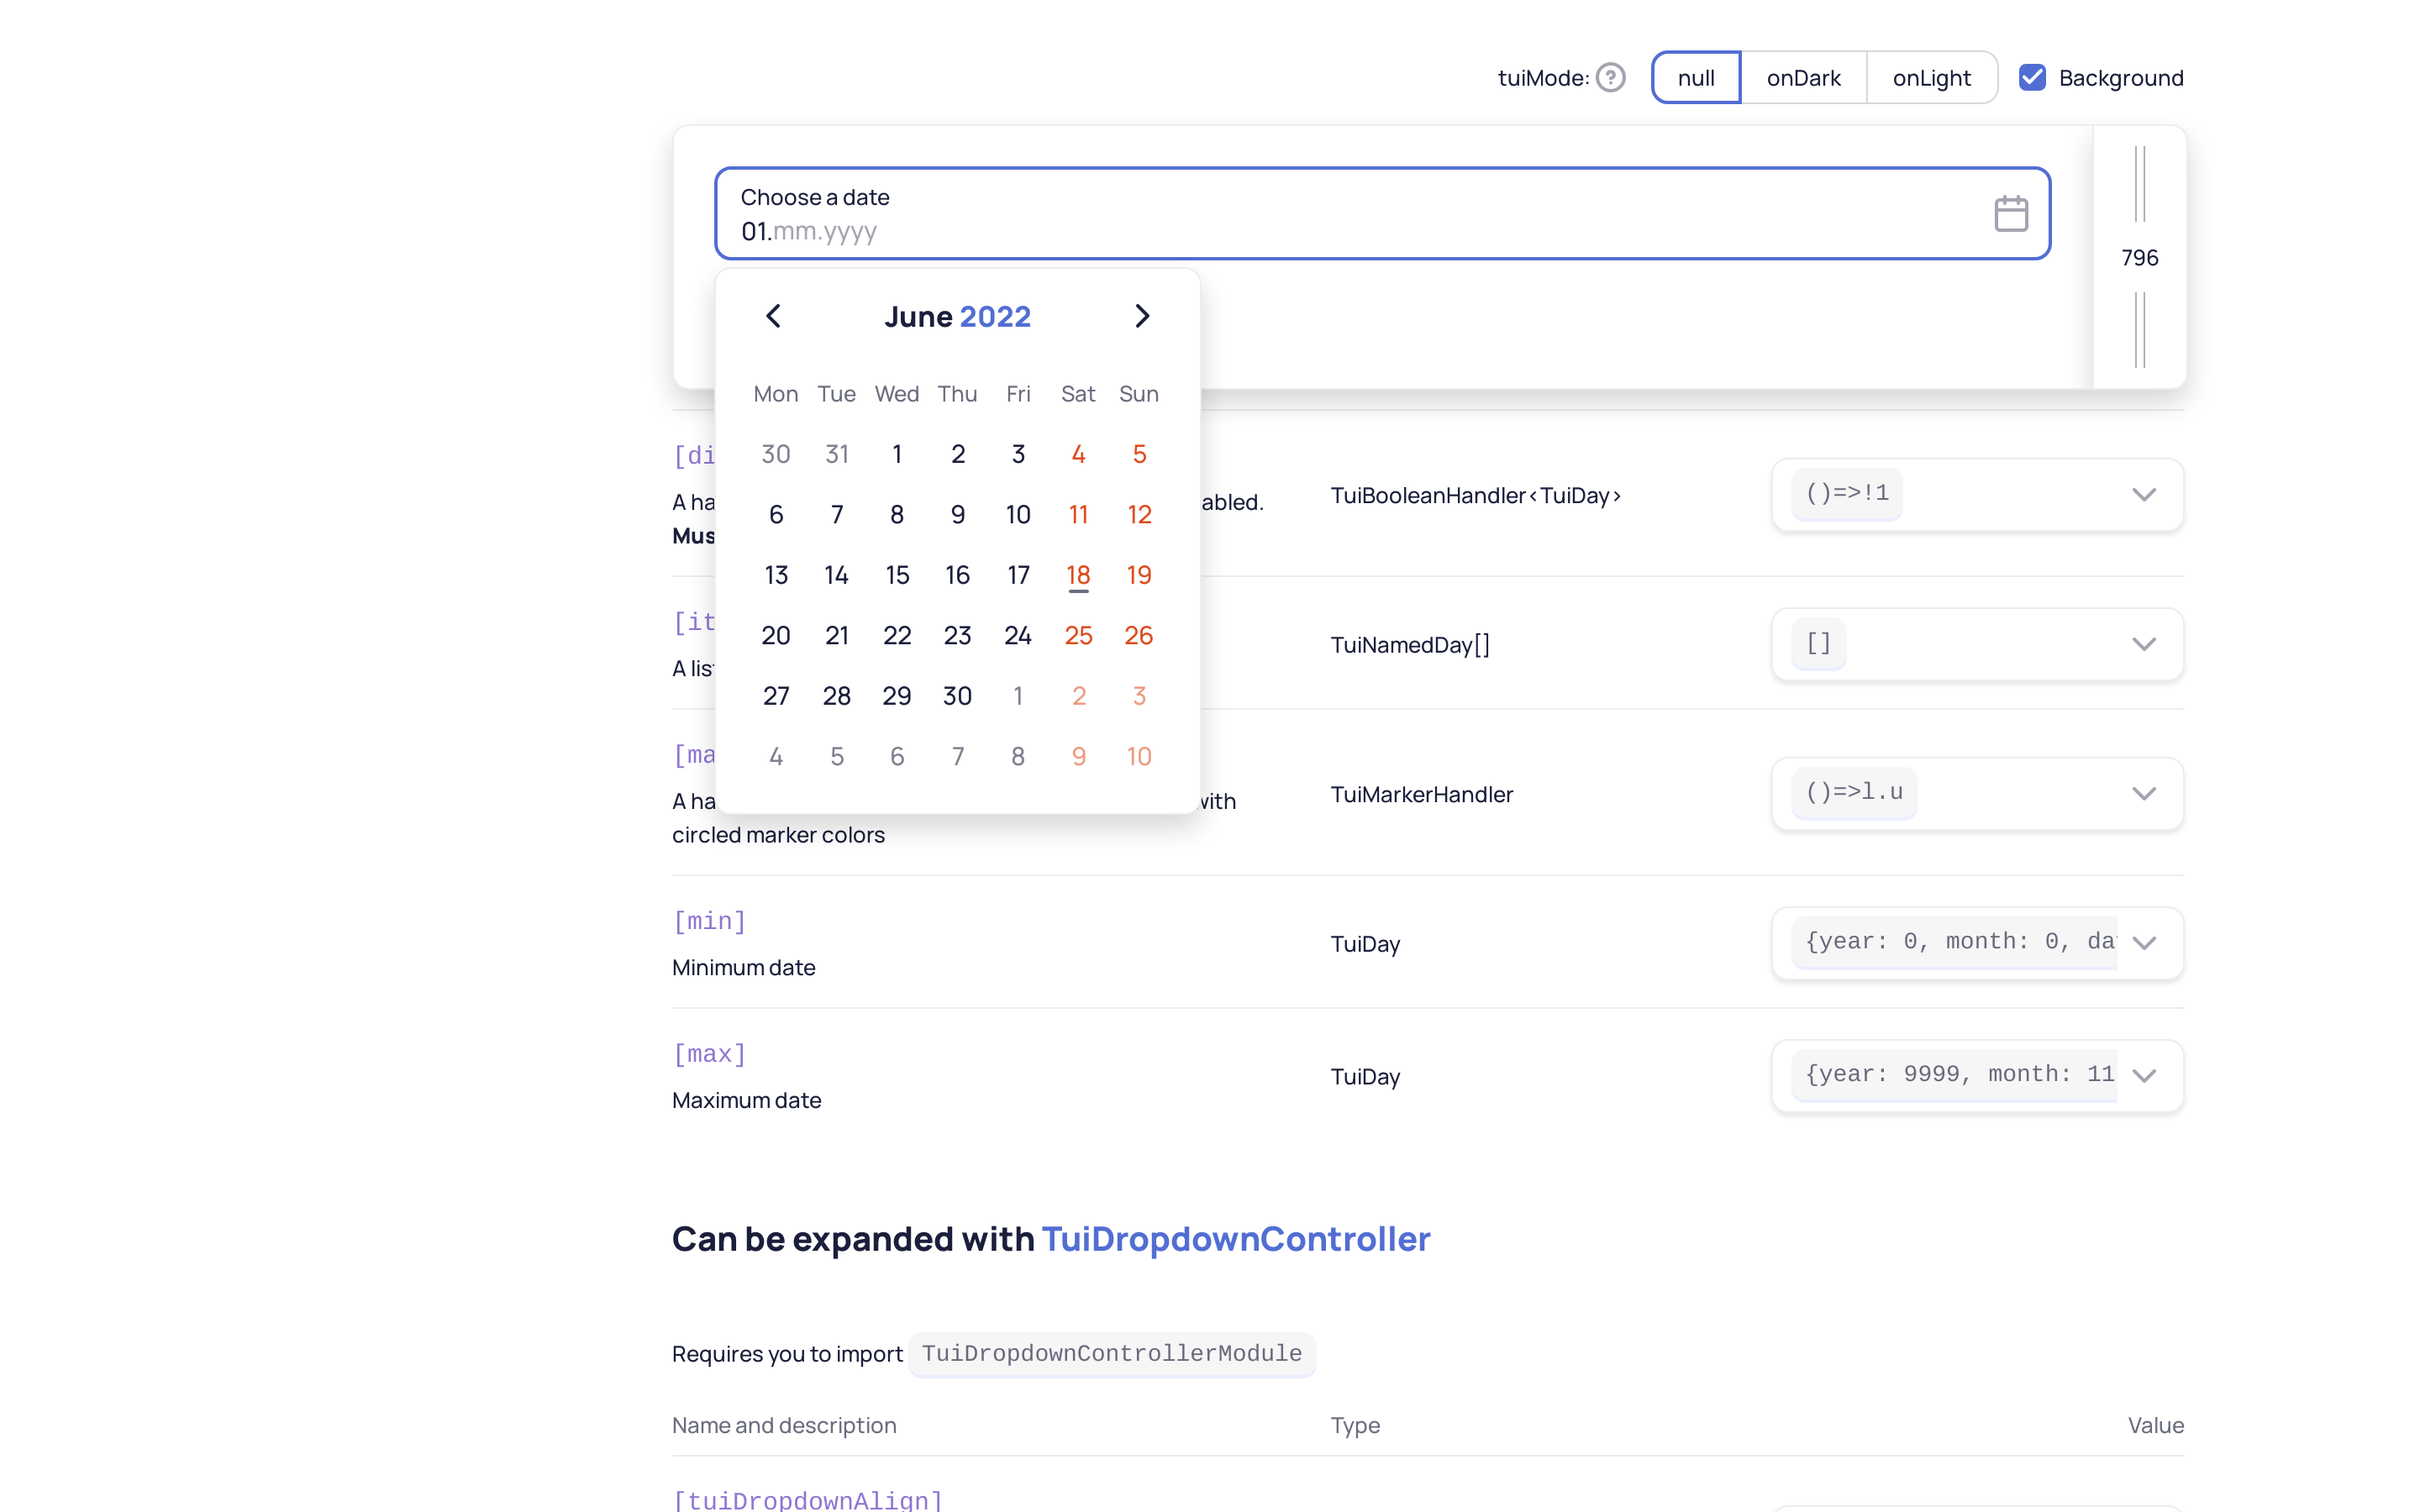 tuiMode: ? null onDark onLight Background
Choose a date
01.mm.yyyy
796
June 2022
Mon Tue Wed Thu Fri Sat Sun
30 31 1 2 3 4 5
6 7 8 9 10 11 12
13 14 15 16 17 18 19
20 21 22 23 24 25 26
27 28 29 30 1 2 3
4 5 6 7 8 9 10
[di
A ha
abled.
Mus
TuiBooleanHandler<TuiDay>
()=>!1
[it
A lis
TuiNamedDay[]
[]
[ma
A ha
with
circled marker colors
TuiMarkerHandler
()=>l.u
[min]
Minimum date
TuiDay
{year: 0, month: 0, da
[max]
Maximum date
TuiDay
{year: 9999, month: 11
Can be expanded with TuiDropdownController
Requires you to import TuiDropdownControllerModule
Name and description Type Value
[tuiDropdownAlign]